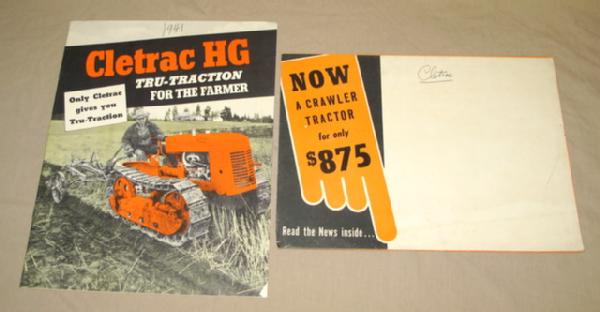 1941
Cletrac HG
TRU-TRACTION
FOR THE FARMER
Only Cletrac
gives you
Tru-Traction
NOW
A CRAWLER
TRACTOR
for only
$875
Read the News inside...
Cletrac